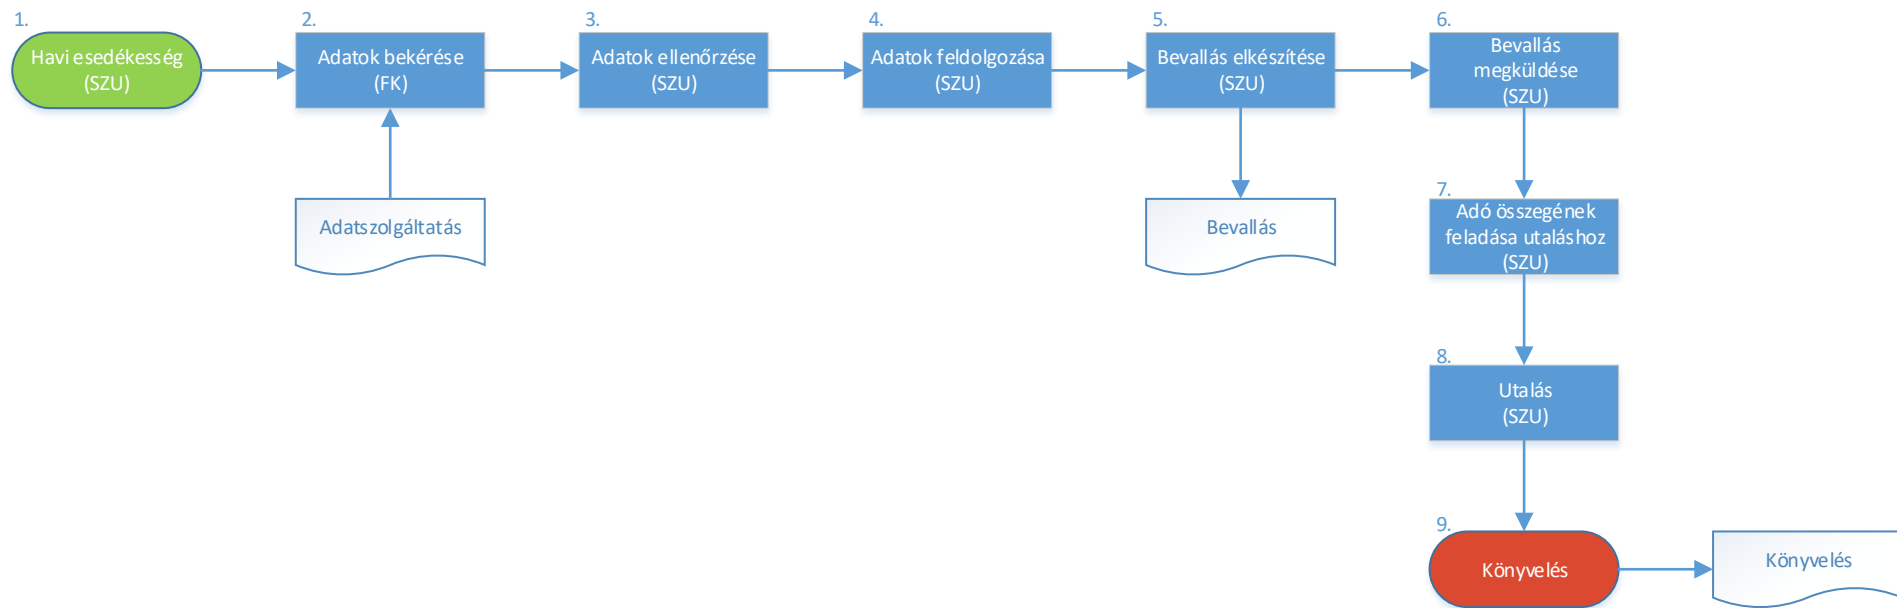 1.
Havi esedékesség
(SZU)
2.
Adatok bekérése
(FK)
3.
Adatok ellenőrzése
(SZU)
4.
Adatok feldolgozása
(SZU)
5.
Bevallás elkészítése
(SZU)
6.
Bevallás
megküldése
(SZU)
Adatszolgáltatás
Bevallás
7.
Adó összegének
feladása utaláshoz
(SZU)
8.
Utalás
(SZU)
9.
Könyvelés
Könyvelés